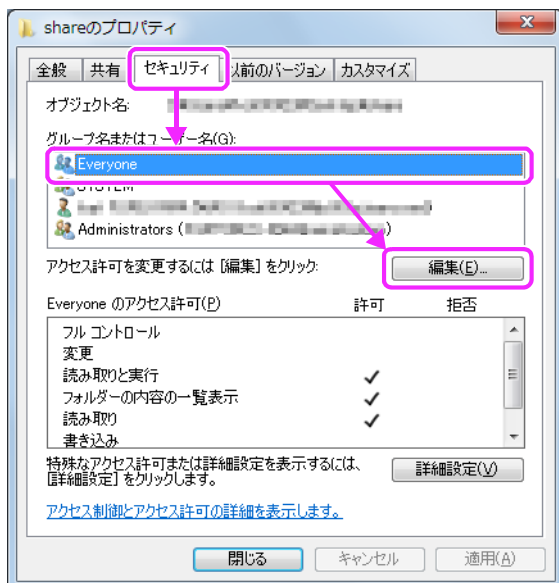 shareのプロパティ
全般 共有 セキュリティ 以前のバージョン カスタマイズ
オブジェクト名:
グループ名またはユーザー名(G):
Everyone
SYSTEM
Administrators (
アクセス許可を変更するには [編集] をクリック: 編集(E)...
Everyone のアクセス許可(P) 許可 拒否
フル コントロール
変更
読み取りと実行
フォルダーの内容の一覧表示
読み取り
書き込み
特殊なアクセス許可または詳細設定を表示するには、
[詳細設定] をクリックします。 詳細設定(V)
アクセス制御とアクセス許可の詳細を表示します。
閉じる キャンセル 適用(A)